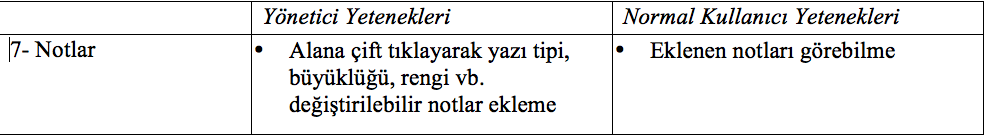 Yönetici Yetenekleri
Normal Kullanıcı Yetenekleri
7- Notlar
• Alana çift tıklayarak yazı tipi,
büyüklüğü, rengi vb.
değiştirilebilir notlar ekleme
• Eklenen notları görebilme